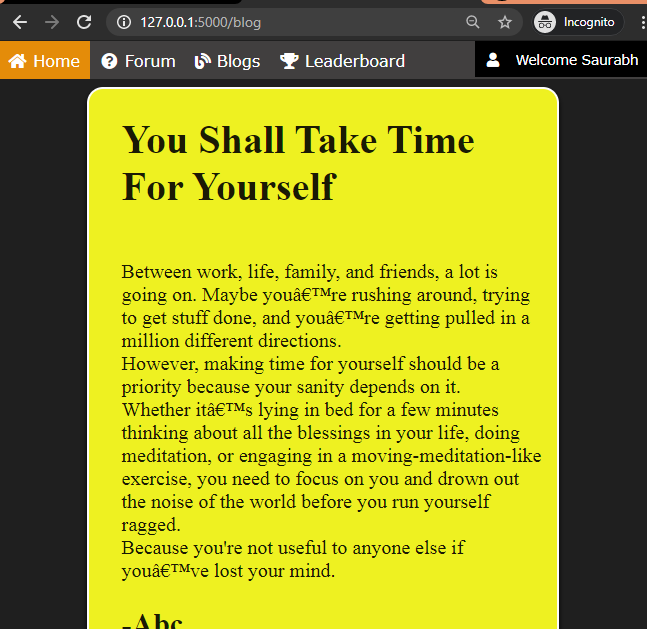 127.0.0.1:5000/blog
Incognito
Home Forum Blogs Leaderboard Welcome Saurabh
You Shall Take Time
For Yourself
Between work, life, family, and friends, a lot is
going on. Maybe youâ€™re rushing around, trying
to get stuff done, and youâ€™re getting pulled in a
million different directions.
However, making time for yourself should be a
priority because your sanity depends on it.
Whether itâ€™s lying in bed for a few minutes
thinking about all the blessings in your life, doing
meditation, or engaging in a moving-meditation-like
exercise, you need to focus on you and drown out
the noise of the world before you run yourself
ragged.
Because you're not useful to anyone else if
youâ€™ve lost your mind.
-Abc